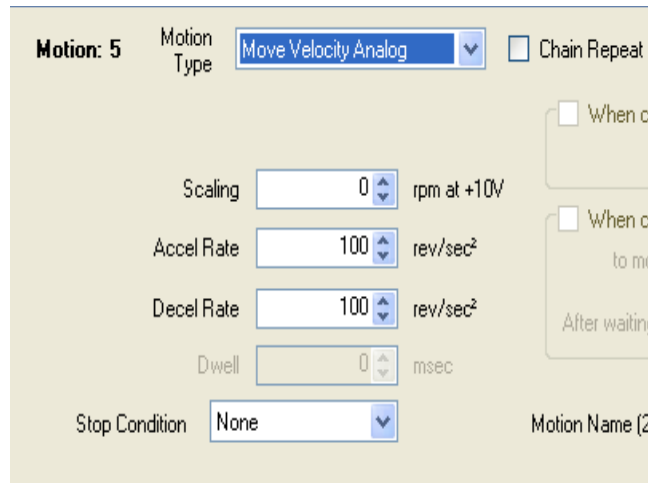 Motion: 5
Motion Type
Move Velocity Analog
Chain Repeat
When
Scaling
0
rpm at +10V
When
Accel Rate
100
rev/sec²
to
Decel Rate
100
rev/sec²
After
Dwell
0
msec
Stop Condition
None
Motion Name (2